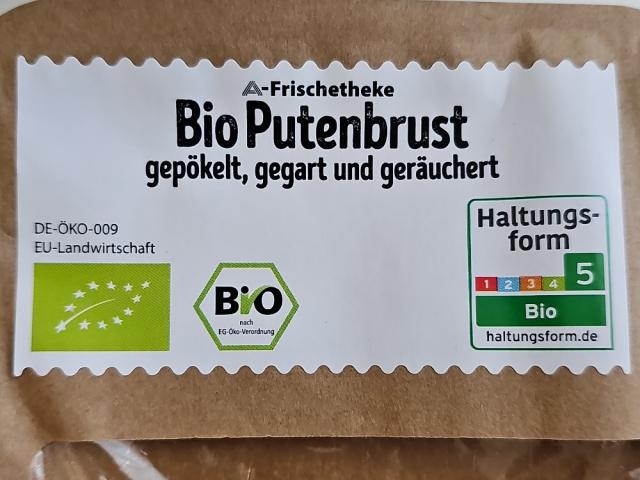 A-Frischetheke
Bio Putenbrust
gepökelt, gegart und geräuchert
DE-ÖKO-009
EU-Landwirtschaft
Bio
nach
EG-Öko-Verordnung
Haltungs-
form
1 2 3 4 5
Bio
haltungsform.de